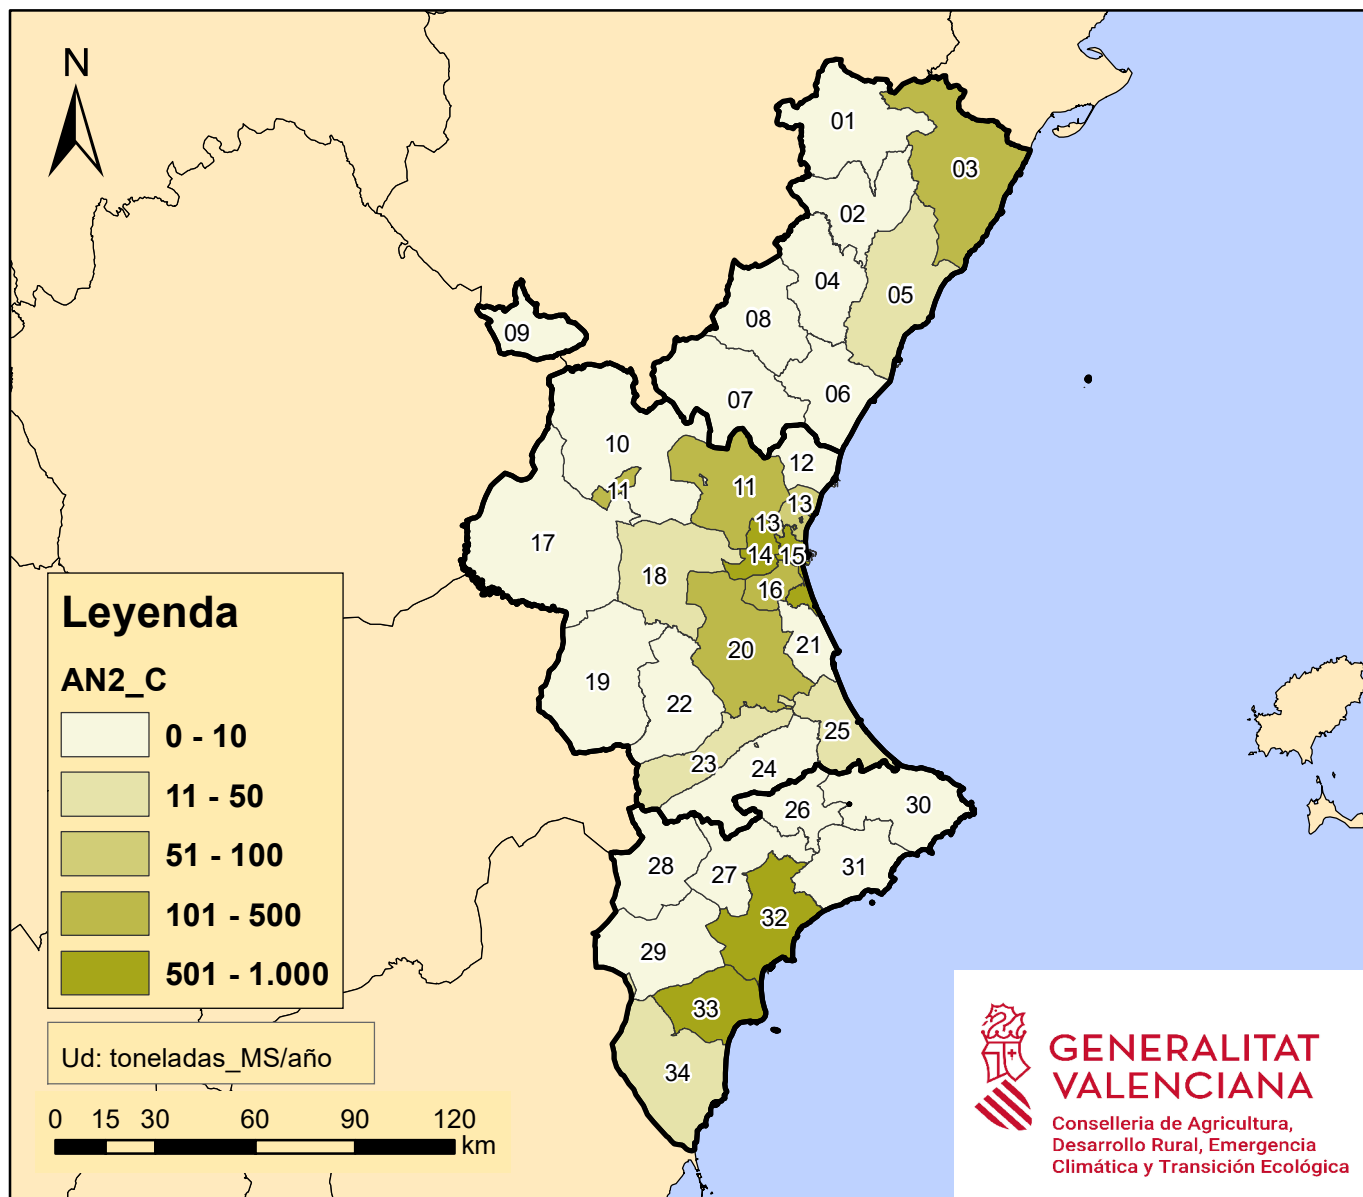 N
01
03
02
04
05
08
09
07
06
10
12
11
11
13
13
17
14
15
18
16
20
21
19
22
25
23
24
26
30
28
27
31
32
29
33
34
Leyenda
AN2_C
0 - 10
11 - 50
51 - 100
101 - 500
501 - 1.000
Ud: toneladas_MS/año
0 15 30 60 90 120
km
GENERALITAT
VALENCIANA
Conselleria de Agricultura,
Desarrollo Rural, Emergencia
Climática y Transición Ecológica